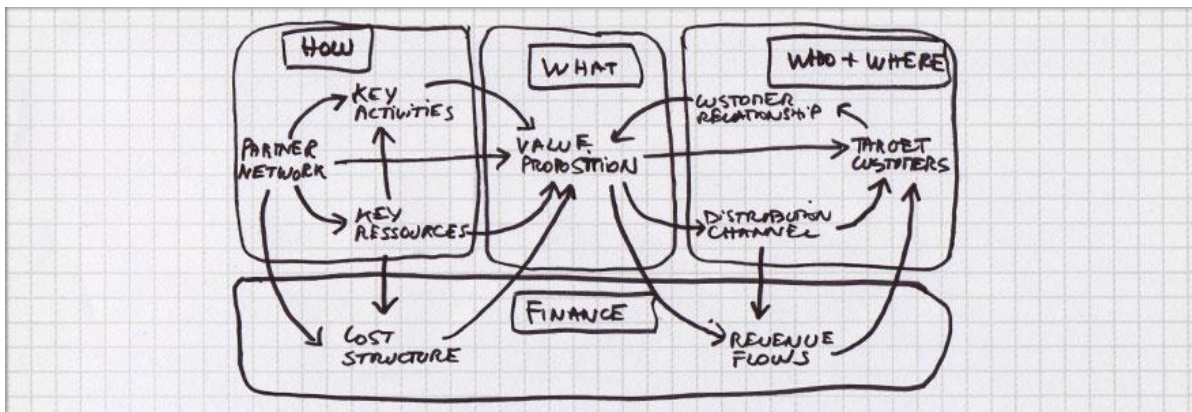 HOW
KEY
ACTIVITIES
PARTNER
NETWORK
KEY
RESSOURCES
WHAT
VALUE
PROPOSITION
WHO + WHERE
CUSTOMER
RELATIONSHIP
TARGET
CUSTOMERS
DISTRIBUTION
CHANNEL
FINANCE
COST
STRUCTURE
REVENUE
FLOWS